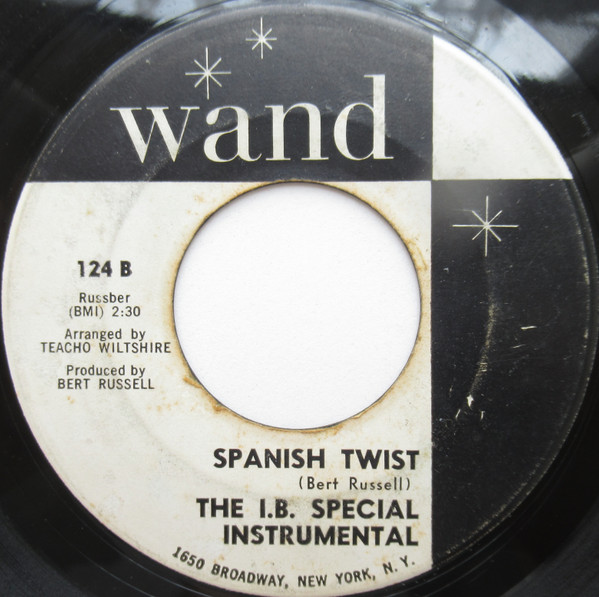 wand
124 B
Russber
(BMI) 2:30
Arranged by
TEACHO WILTSHIRE
Produced by
BERT RUSSELL
SPANISH TWIST
(Bert Russell)
THE I.B. SPECIAL
INSTRUMENTAL
1650 BROADWAY, NEW YORK, N. Y.